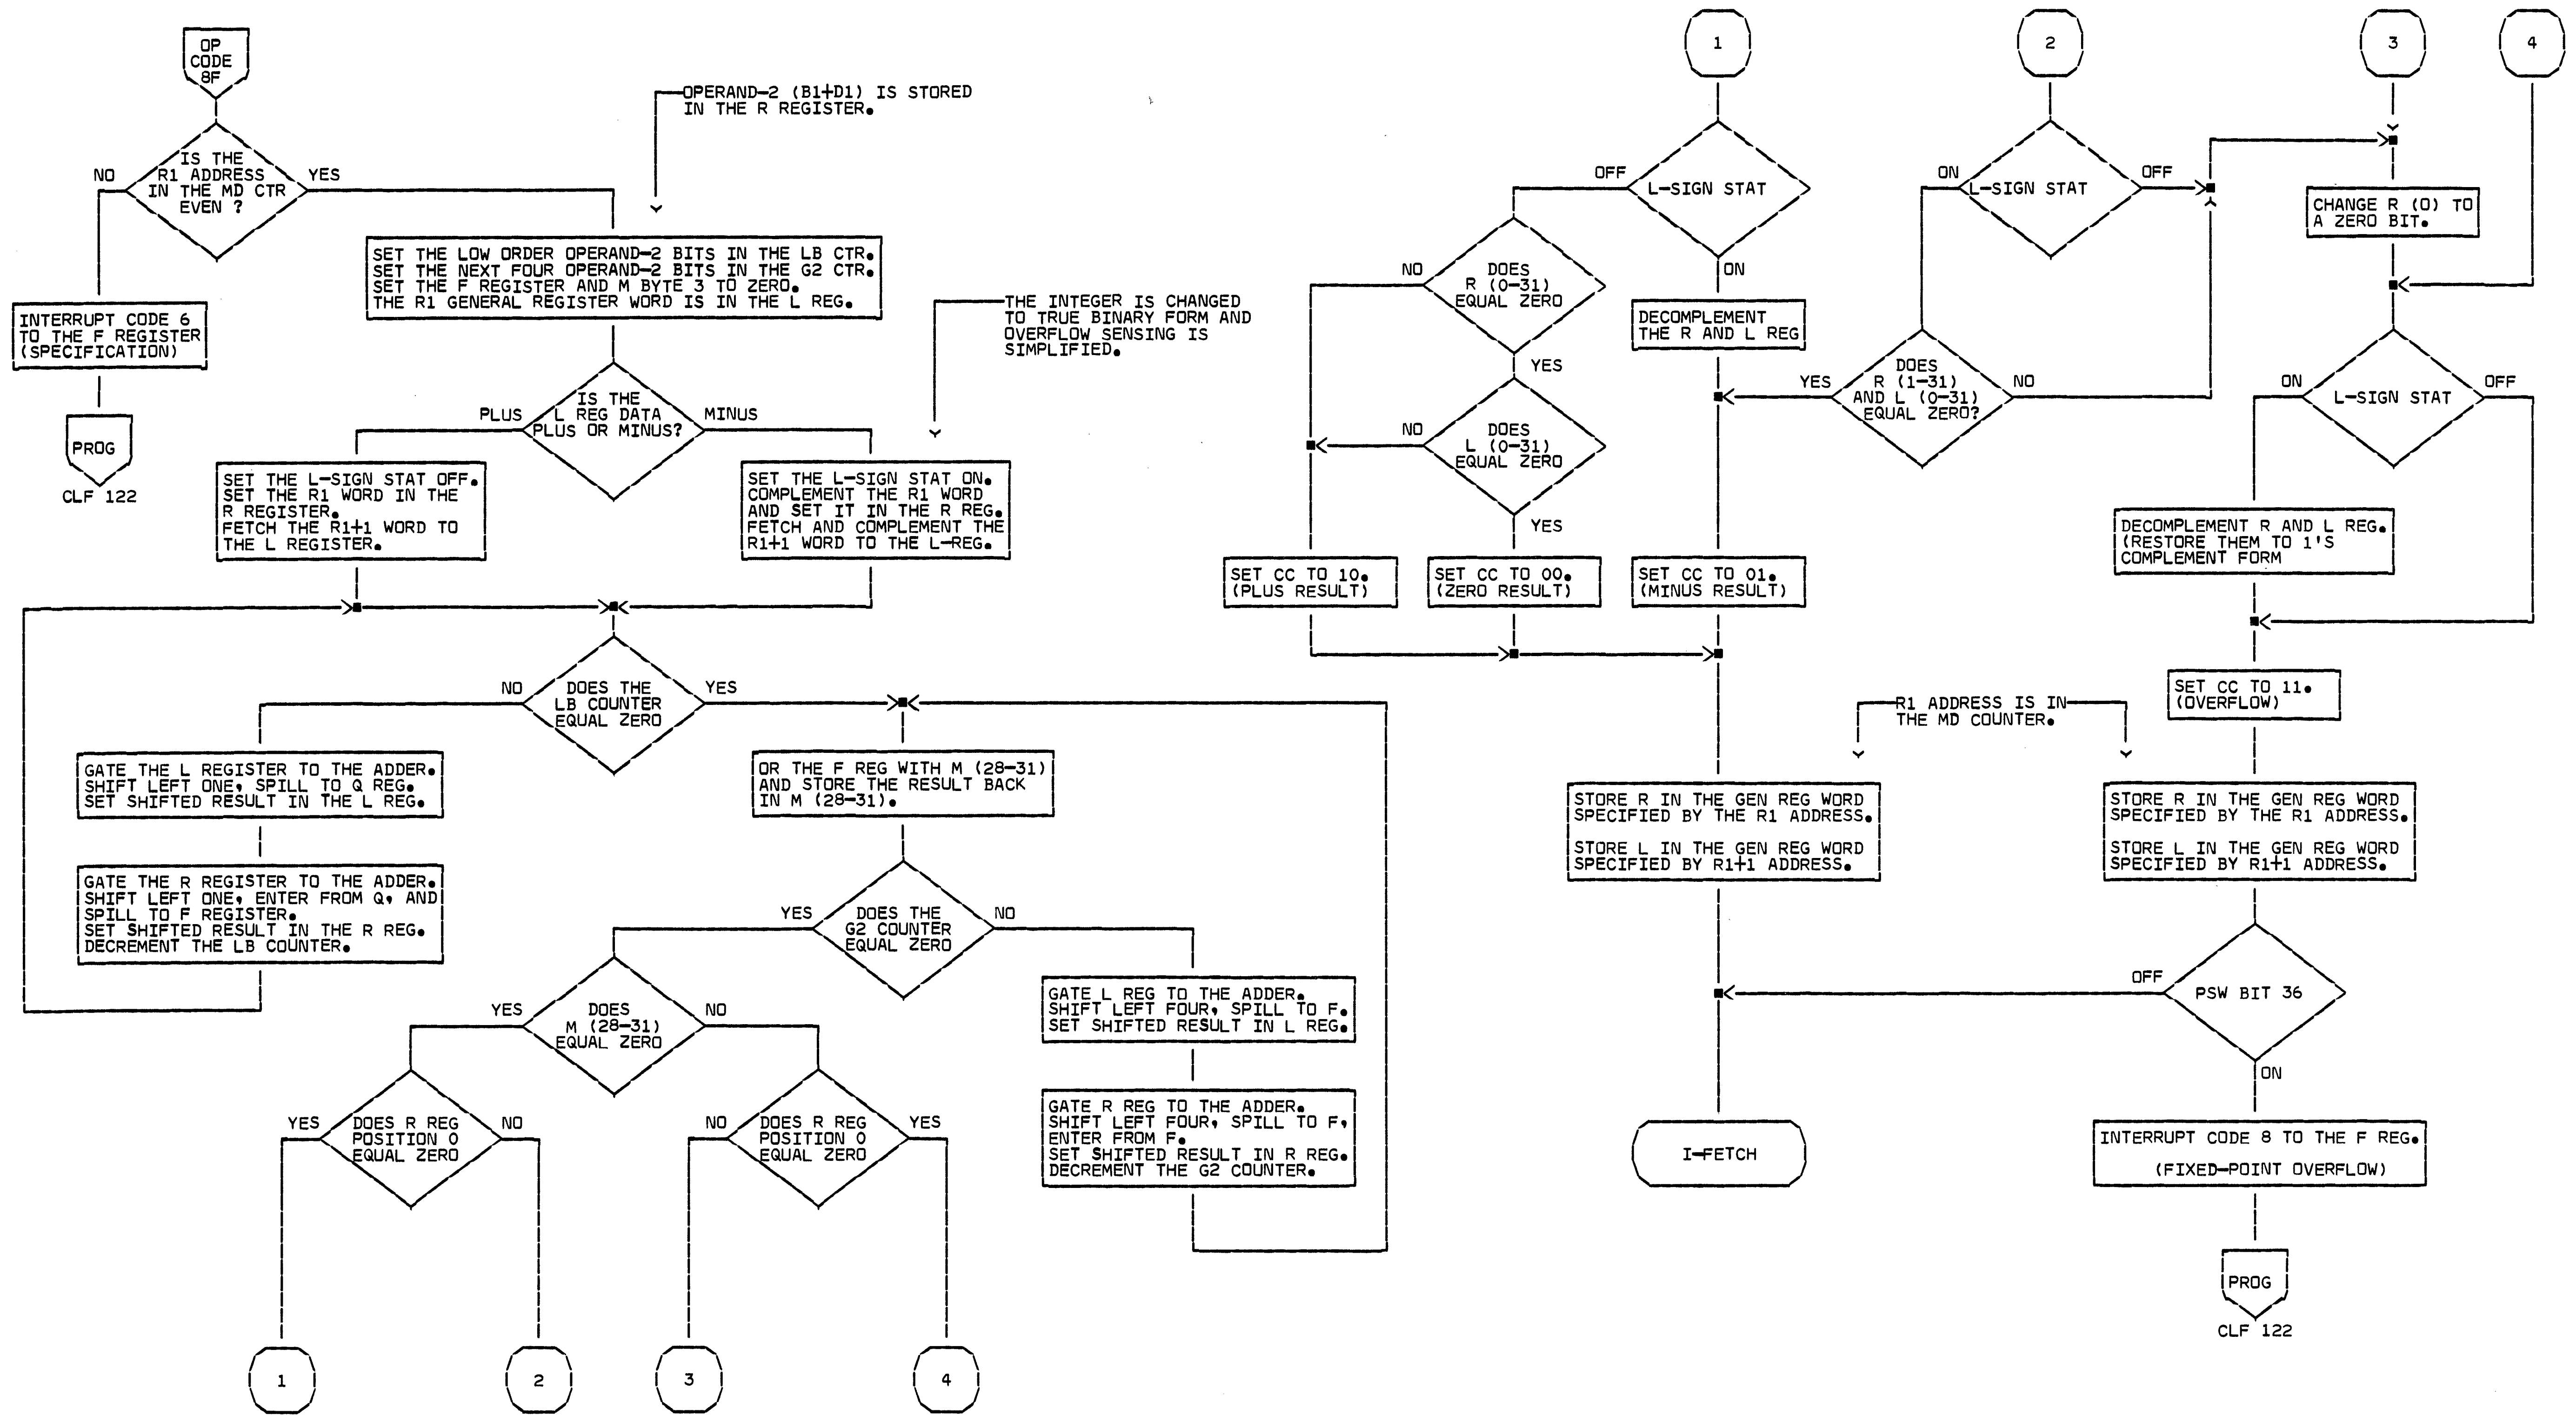 OP
CODE
8F
OPERAND-2 (B1+D1) IS STORED
IN THE R REGISTER.
IS THE
R1 ADDRESS
IN THE MD CTR
EVEN ?
NO
YES
SET THE LOW ORDER OPERAND-2 BITS IN THE LB CTR.
SET THE NEXT FOUR OPERAND-2 BITS IN THE G2 CTR.
SET THE F REGISTER AND M BYTE 3 TO ZERO.
THE R1 GENERAL REGISTER WORD IS IN THE L REG.
INTERRUPT CODE 6
TO THE F REGISTER
(SPECIFICATION)
PROG
CLF 122
THE INTEGER IS CHANGED
TO TRUE BINARY FORM AND
OVERFLOW SENSING IS
SIMPLIFIED.
IS THE
L REG DATA
PLUS OR MINUS?
PLUS
MINUS
SET THE L-SIGN STAT OFF.
SET THE R1 WORD IN THE
R REGISTER.
FETCH THE R1+1 WORD TO
THE L REGISTER.
SET THE L-SIGN STAT ON.
COMPLEMENT THE R1 WORD
AND SET IT IN THE R REG.
FETCH AND COMPLEMENT THE
R1+1 WORD TO THE L-REG.
DOES THE
LB COUNTER
EQUAL ZERO
NO
YES
GATE THE L REGISTER TO THE ADDER.
SHIFT LEFT ONE, SPILL TO Q REG.
SET SHIFTED RESULT IN THE L REG.
GATE THE R REGISTER TO THE ADDER.
SHIFT LEFT ONE, ENTER FROM Q, AND
SPILL TO F REGISTER.
SET SHIFTED RESULT IN THE R REG.
DECREMENT THE LB COUNTER.
OR THE F REG WITH M (28-31)
AND STORE THE RESULT BACK
IN M (28-31).
DOES THE
G2 COUNTER
EQUAL ZERO
YES
NO
GATE L REG TO THE ADDER.
SHIFT LEFT FOUR, SPILL TO F.
SET SHIFTED RESULT IN L REG.
GATE R REG TO THE ADDER.
SHIFT LEFT FOUR, SPILL TO F,
ENTER FROM F.
SET SHIFTED RESULT IN R REG.
DECREMENT THE G2 COUNTER.
DOES
M (28-31)
EQUAL ZERO
YES
NO
DOES R REG
POSITION 0
EQUAL ZERO
YES
NO
DOES R REG
POSITION 0
EQUAL ZERO
NO
YES
1
2
3
4
1
2
3
4
L-SIGN STAT
OFF
ON
DOES
R (0-31)
EQUAL ZERO
NO
YES
DOES
L (0-31)
EQUAL ZERO
NO
YES
DECOMPLEMENT
THE R AND L REG
SET CC TO 10.
(PLUS RESULT)
SET CC TO 00.
(ZERO RESULT)
SET CC TO 01.
(MINUS RESULT)
L-SIGN STAT
ON
OFF
DOES
R (1-31)
AND L (0-31)
EQUAL ZERO?
YES
NO
CHANGE R (0) TO
A ZERO BIT.
L-SIGN STAT
ON
OFF
DECOMPLEMENT R AND L REG.
(RESTORE THEM TO 1'S
COMPLEMENT FORM
SET CC TO 11.
(OVERFLOW)
R1 ADDRESS IS IN
THE MD COUNTER.
STORE R IN THE GEN REG WORD
SPECIFIED BY THE R1 ADDRESS.
STORE L IN THE GEN REG WORD
SPECIFIED BY R1+1 ADDRESS.
STORE R IN THE GEN REG WORD
SPECIFIED BY THE R1 ADDRESS.
STORE L IN THE GEN REG WORD
SPECIFIED BY R1+1 ADDRESS.
PSW BIT 36
OFF
ON
I-FETCH
INTERRUPT CODE 8 TO THE F REG.
(FIXED-POINT OVERFLOW)
PROG
CLF 122